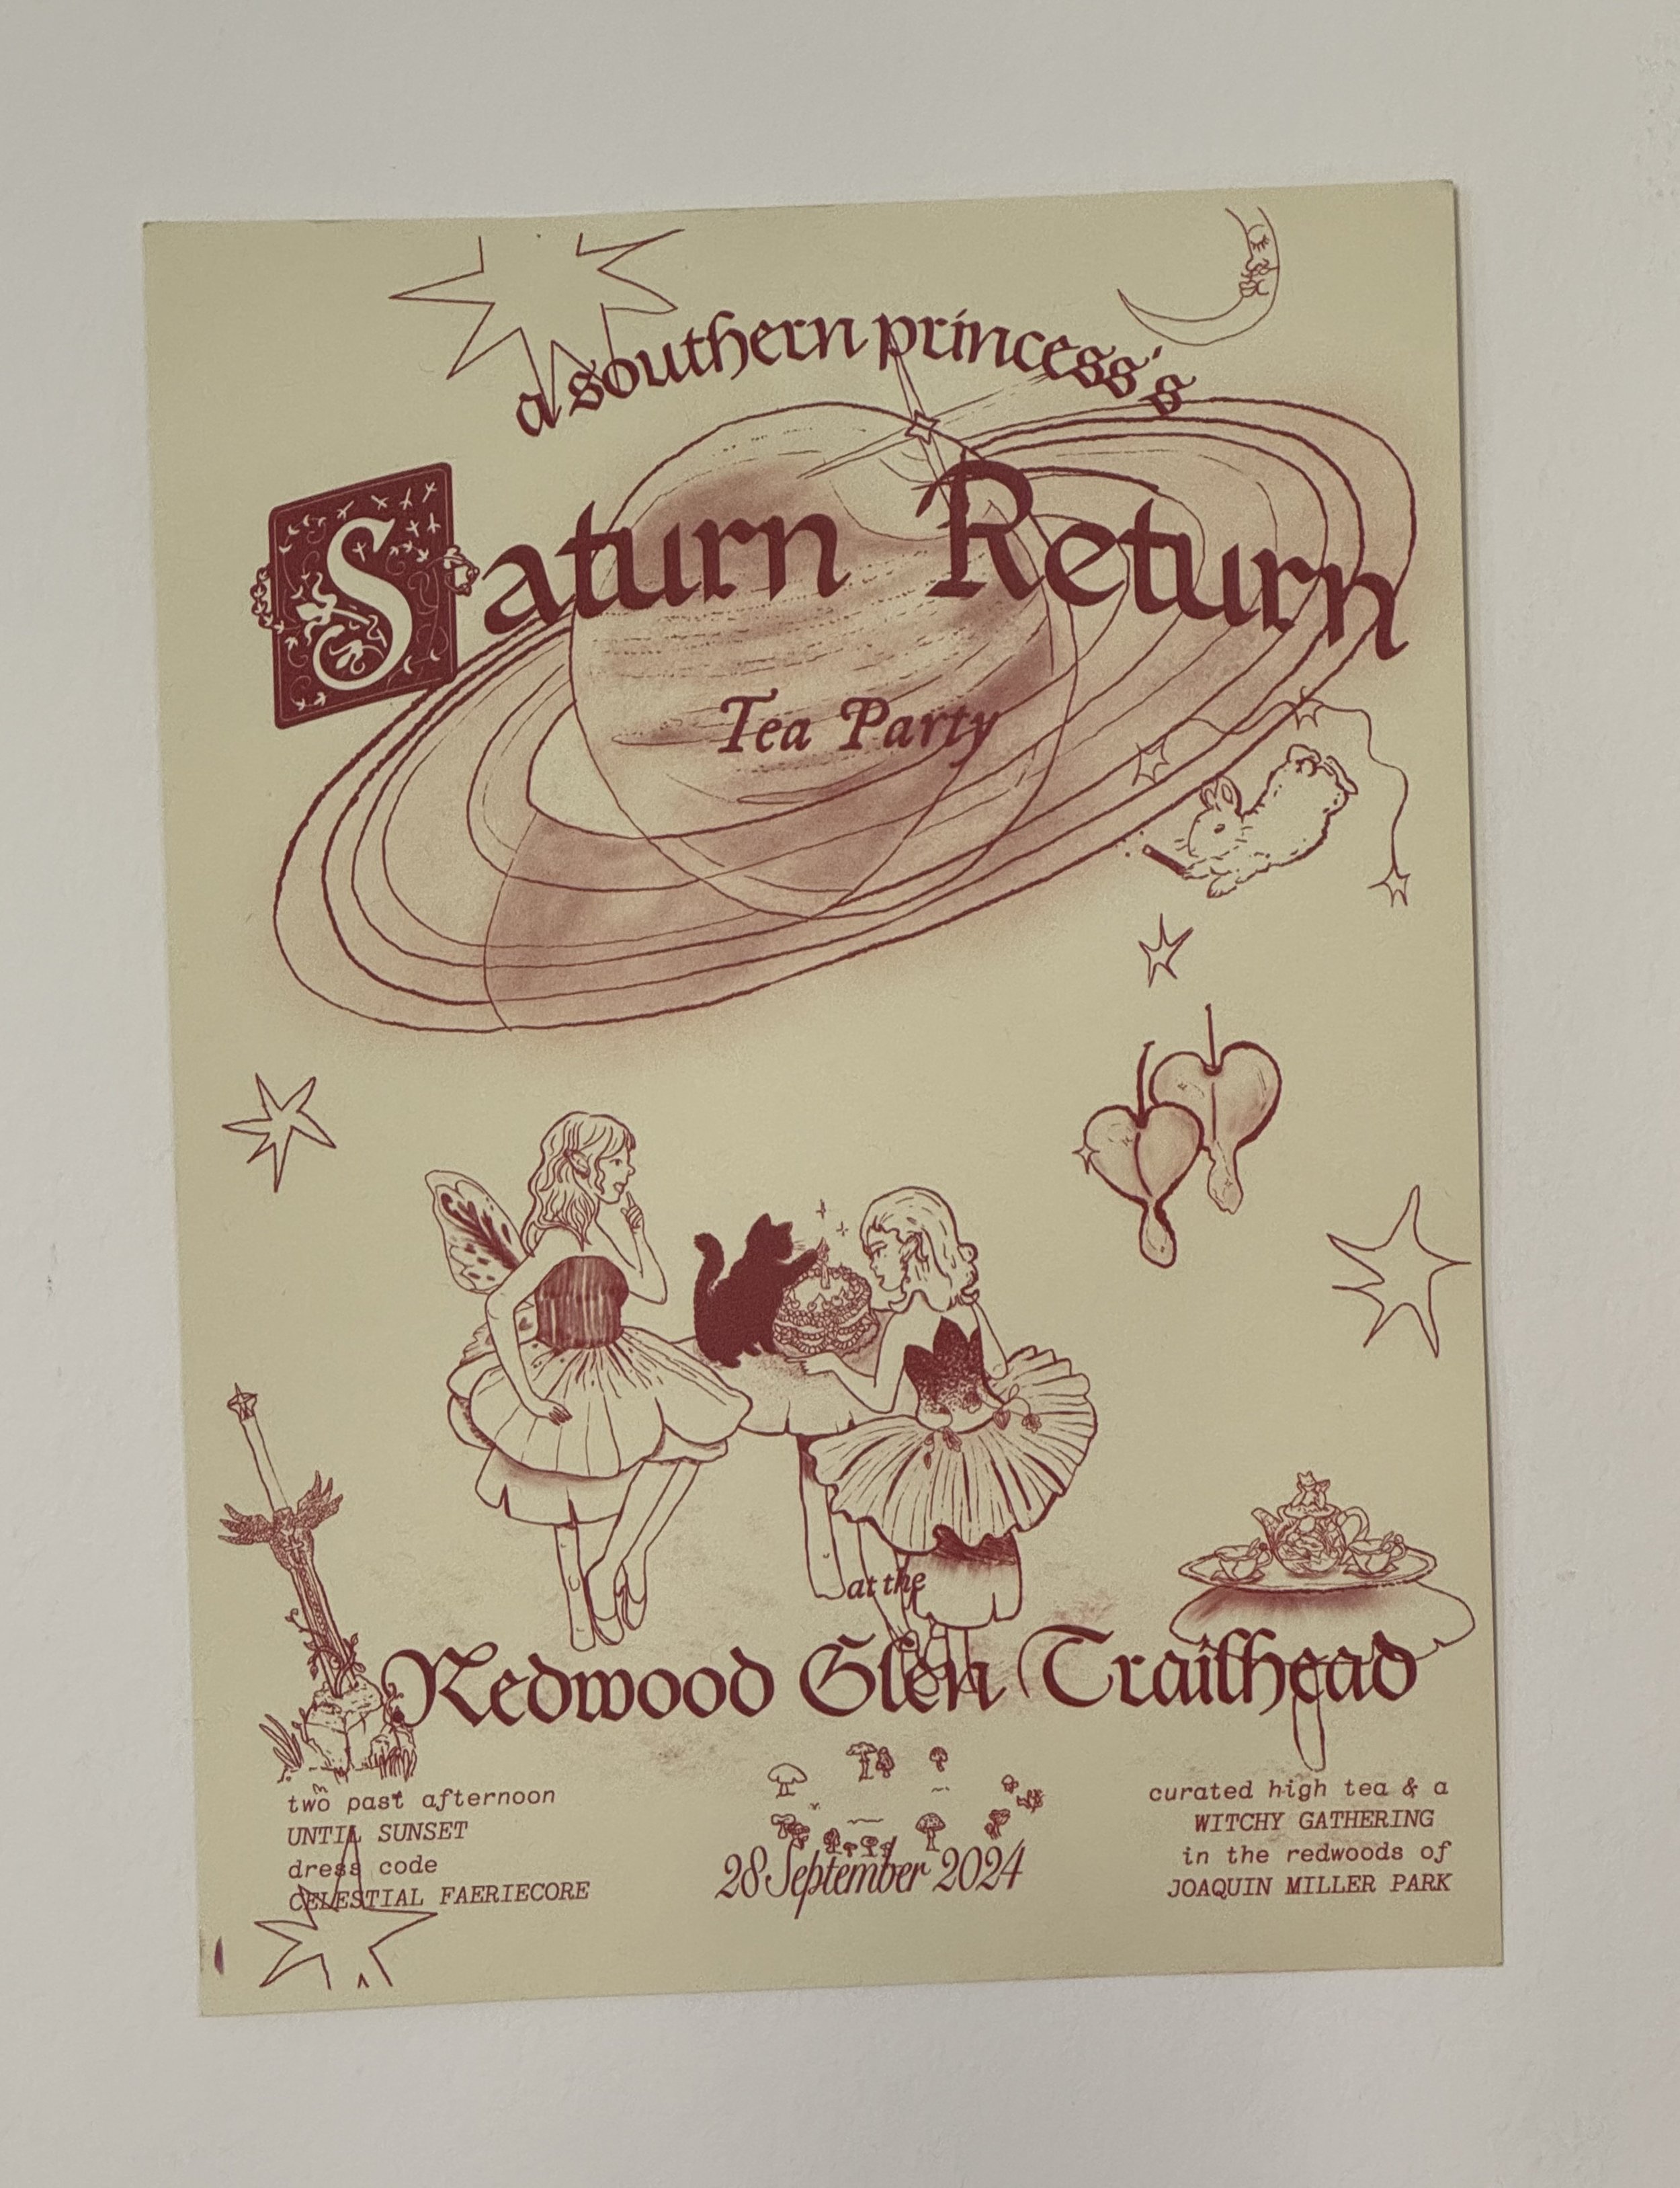 a southern princess's
Saturn Return
Tea Party
at the
Redwood Glen Trailhead
two past afternoon
UNTIL SUNSET
dress code
CELESTIAL FAERIECORE
28 September 2024
curated high tea & a
WITCHY GATHERING
in the redwoods of
JOAQUIN MILLER PARK